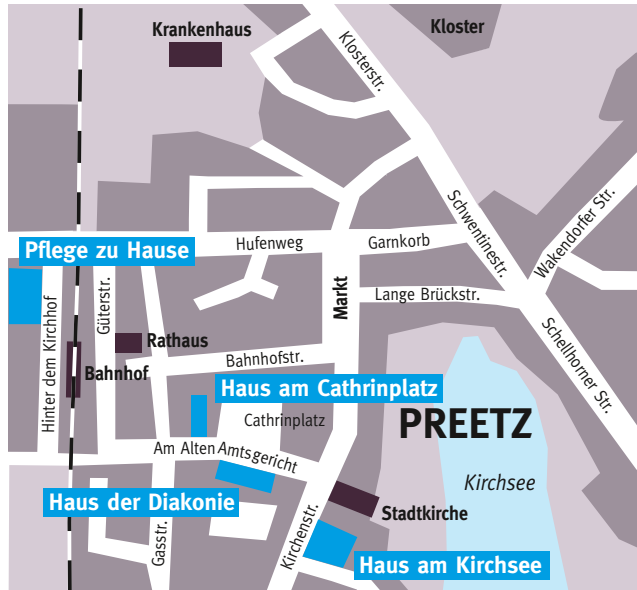 Krankenhaus
Kloster
Klosterstr.
Schwentinestr.
Wakendorfer Str.
Pflege zu Hause
Hufenweg
Garnkorb
Markt
Lange Brückstr.
Hinter dem Kirchhof
Güterstr.
Rathaus
Bahnhof
Bahnhofstr.
Schellhorner Str.
Haus am Cathrinplatz
Cathrinplatz
PREETZ
Am Alten Amtsgericht
Kirchsee
Haus der Diakonie
Stadtkirche
Gasstr.
Kirchenstr.
Haus am Kirchsee